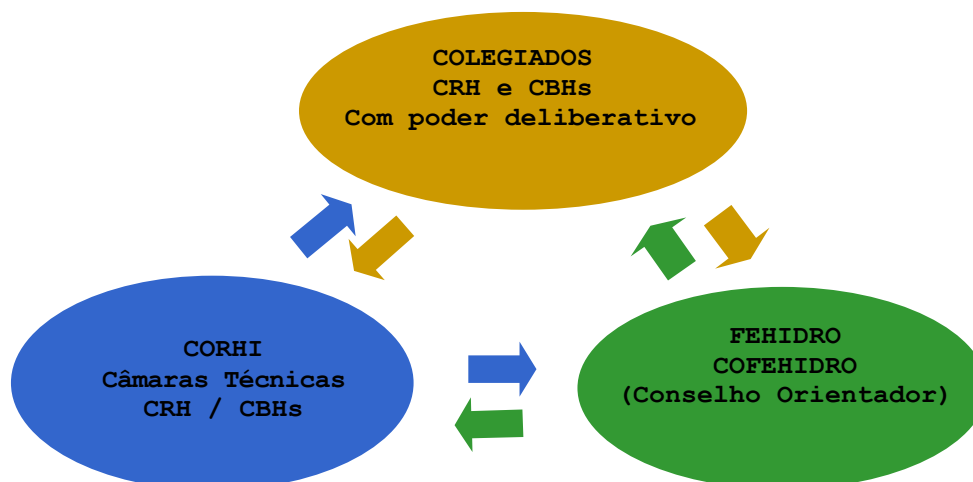 COLEGIADOS
CRH e CBHs
Com poder deliberativo
CORHI
Câmaras Técnicas
CRH / CBHs
FEHIDRO
COFEHIDRO
(Conselho Orientador)